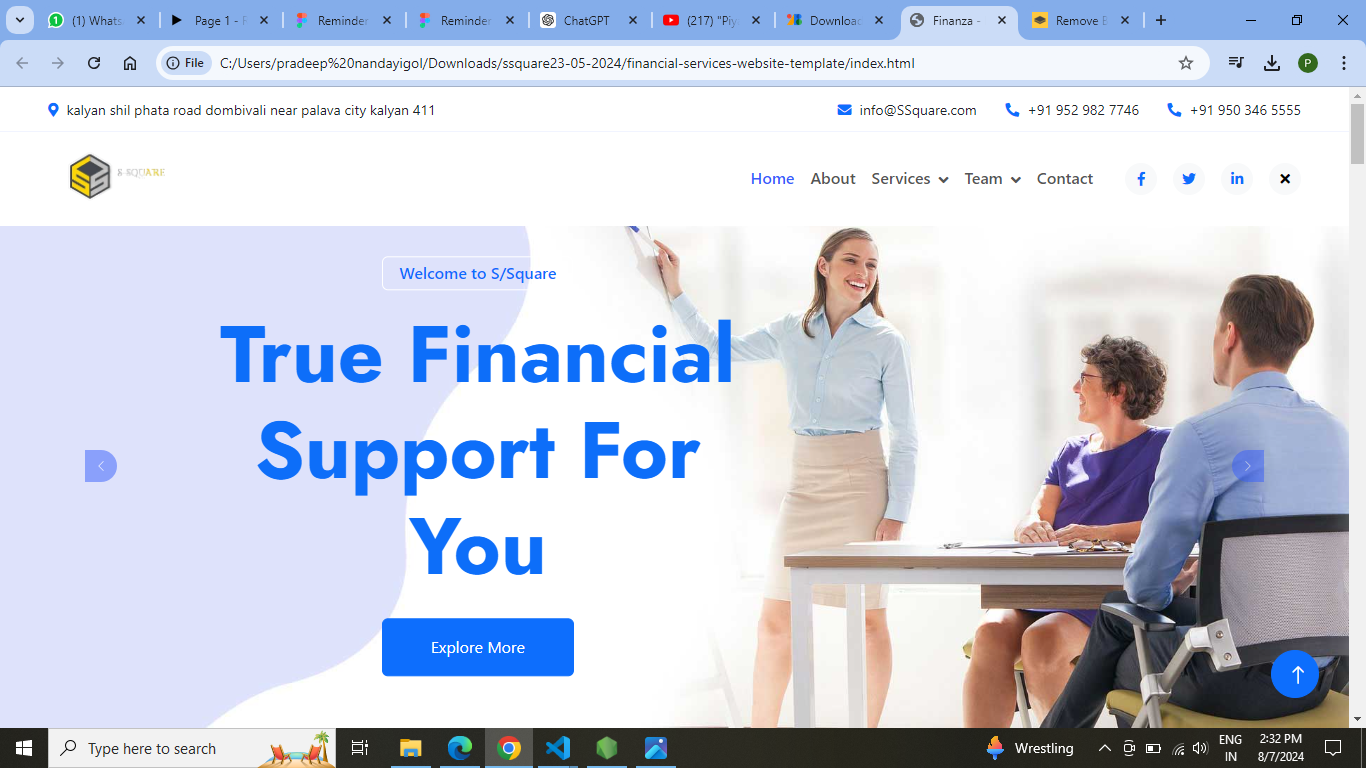 (1) Whats
Page 1 - F
Reminder
Reminder
ChatGPT
(217) "Piy
Downloac
Finanza -
Remove B
File
C:/Users/pradeep%20nandayigol/Downloads/ssquare23-05-2024/financial-services-website-template/index.html
P
kalyan shil phata road dombivali near palava city kalyan 411
info@SSquare.com
+91 952 982 7746
+91 950 346 5555
S-SQUARE
Home
About
Services
Team
Contact
Welcome to S/Square
True Financial
Support For
You
Explore More
Type here to search
Wrestling
ENG
IN
2:32 PM
8/7/2024